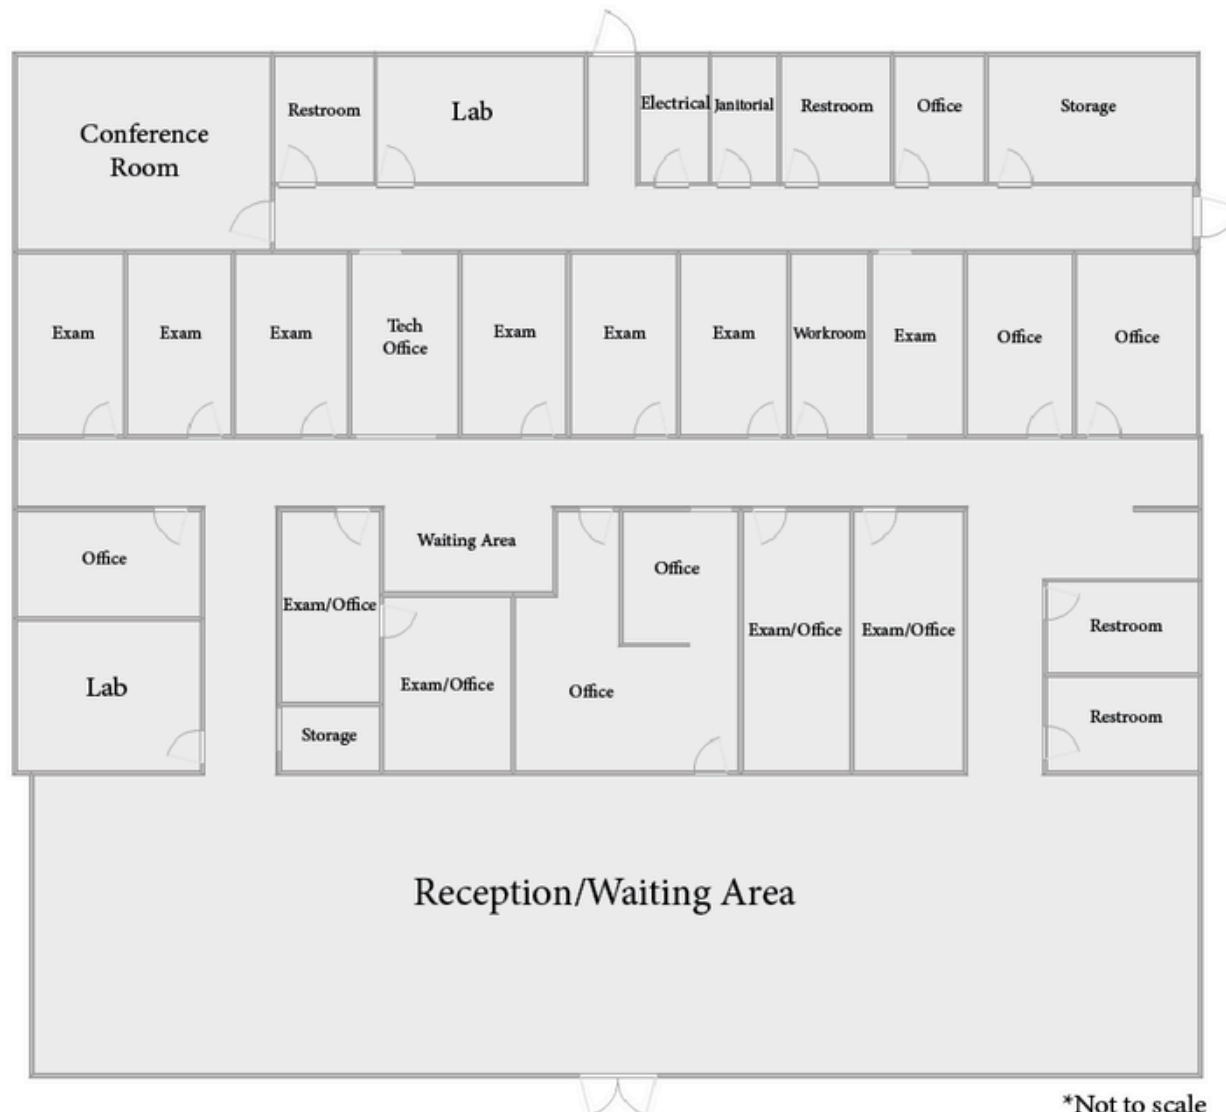 Conference
Room
Restroom
Lab
Electrical
Janitorial
Restroom
Office
Storage
Exam
Exam
Exam
Tech
Office
Exam
Exam
Exam
Workroom
Exam
Office
Office
Office
Lab
Exam/Office
Storage
Waiting Area
Exam/Office
Office
Office
Exam/Office
Exam/Office
Restroom
Restroom
Reception/Waiting Area
*Not to scale